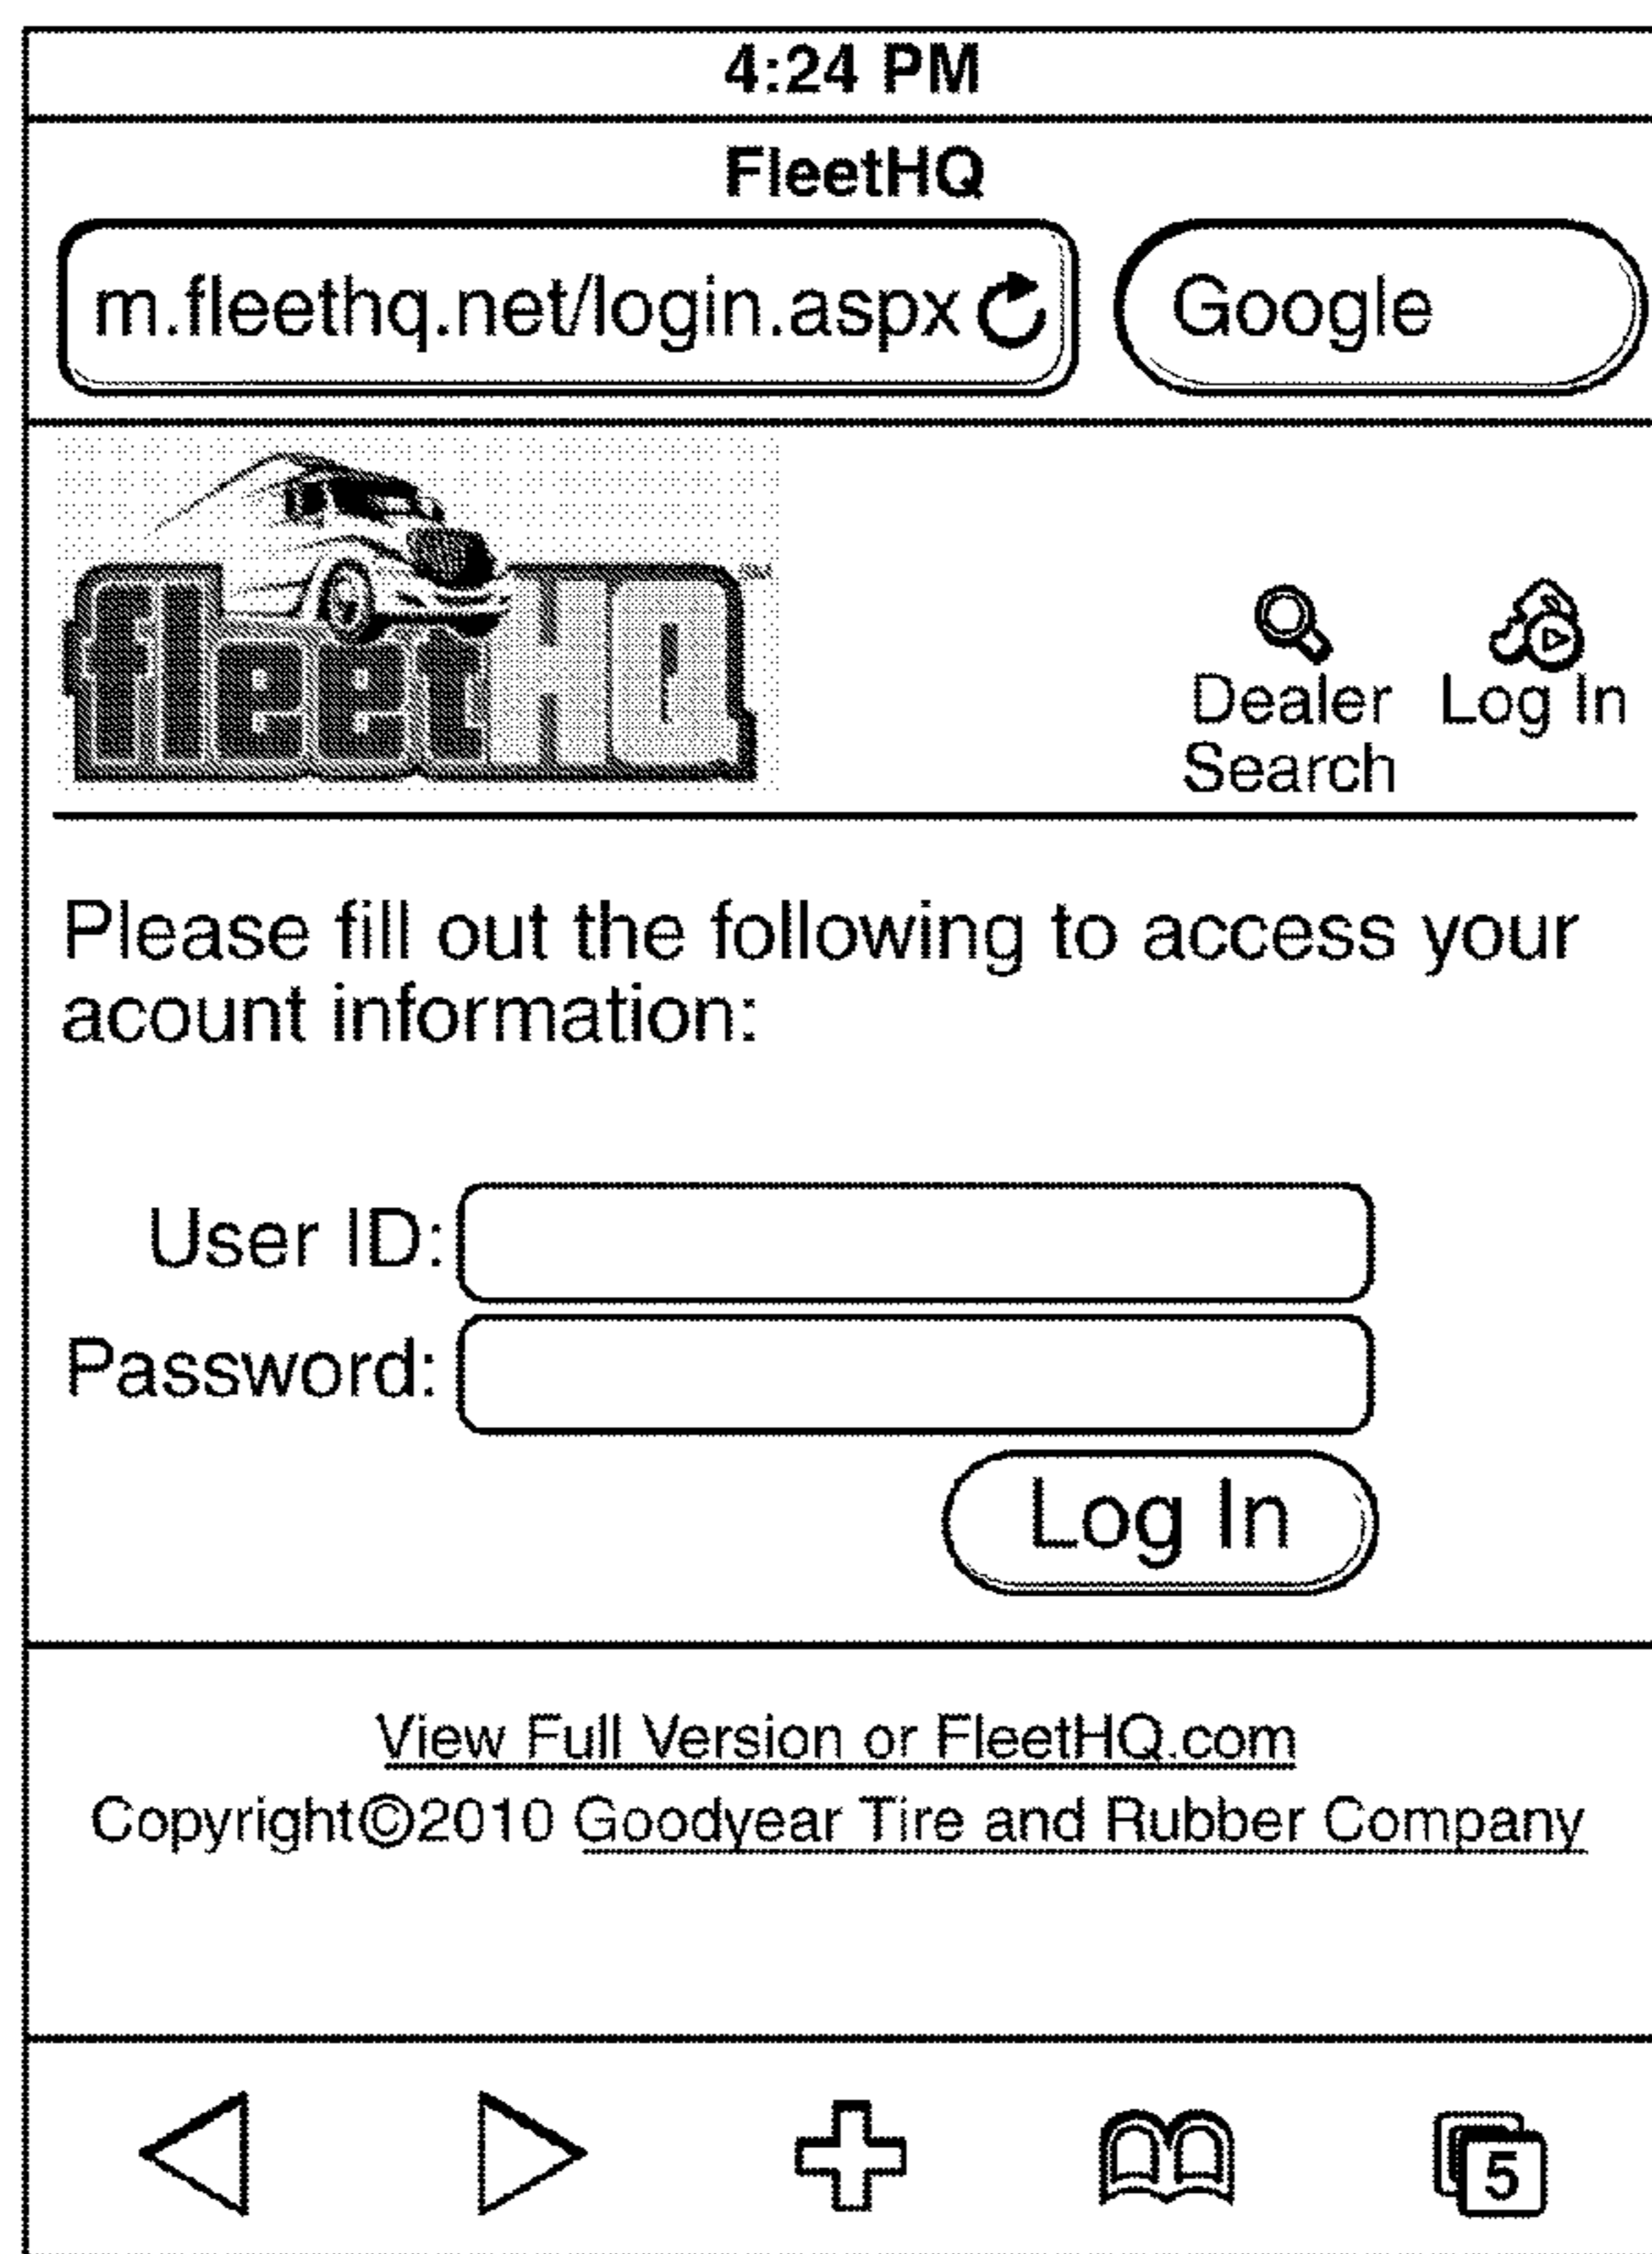 4:24 PM
FleetHQ
m.fleethq.net/login.aspx Google
fleetHQ
Dealer Log In
Search
Please fill out the following to access your
acount information:
User ID:
Password:
Log In
View Full Version or FleetHQ.com
Copyright©2010 Goodyear Tire and Rubber Company
5